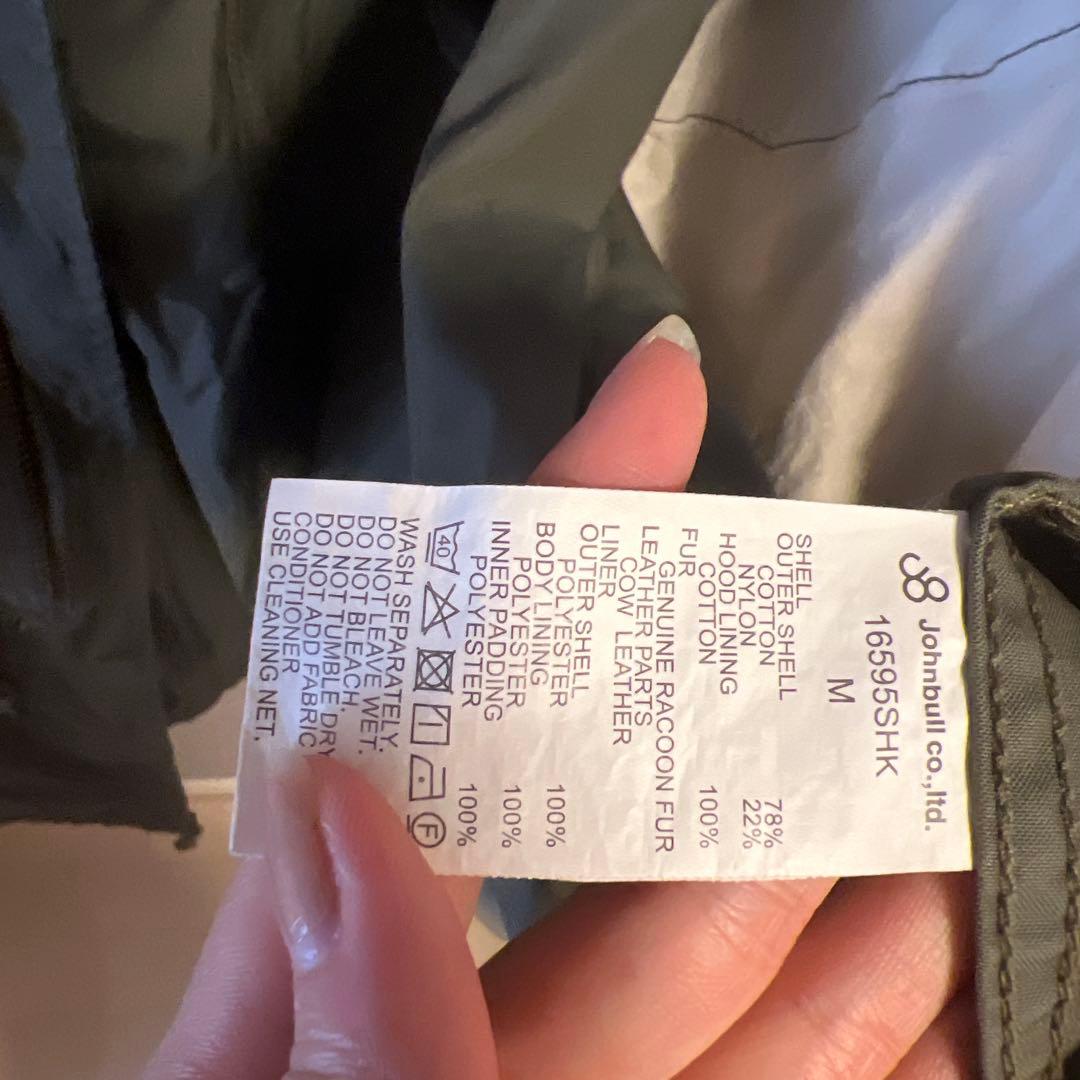 Johnbull co.,ltd.
16595SHK
M
SHELL
OUTER SHELL
COTTON 78%
NYLON 22%
HOOD LINING
COTTON 100%
FUR
GENUINE RACOON FUR
LEATHER PARTS
COW LEATHER
LINER
OUTER SHELL
POLYESTER 100%
BODY LINING
POLYESTER 100%
INNER PADDING
POLYESTER 100%
40 F
WASH SEPARATELY.
DO NOT LEAVE WET.
DO NOT BLEACH.
DO NOT TUMBLE DRY
DO NOT ADD FABRIC
CONDITIONER
USE CLEANING NET,